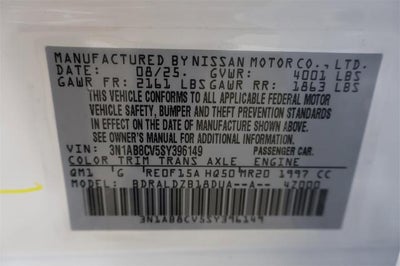 MANUFACTURED BY NISSAN MOTOR CO., LTD.
DATE: 08/25. GVWR: 4001 LBS
GAWR FR: 2161 LBS GAWR RR: 1863 LBS
THIS VEHICLE CONFORMS TO ALL APPLICABLE FEDERAL MOTOR
VEHICLE SAFETY, BUMPER AND THEFT PREVENTION STANDARDS
IN EFFECT ON THE DATE OF MANUFACTURE SHOWN ABOVE.
SEE OWNER'S MANUAL FOR ADDITIONAL INFORMATION.
VIN: 3N1AB8CV5SY396149 PASSENGER CAR.
COLOR TRIM TRANS AXLE ENGINE
QM1 G RE0F15A HQ50 MR20 1997 CC
MODEL: BDRALDZB18DUA--A-- 4Z000
3N1AB8CV5SY396149